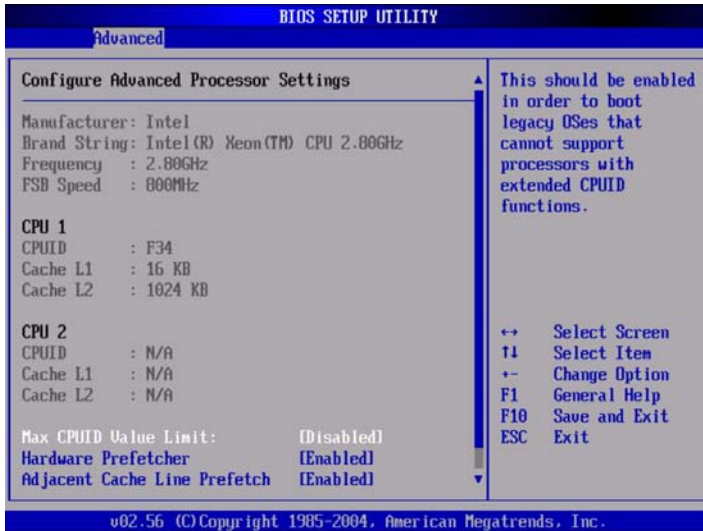 BIOS SETUP UTILITY
Advanced
Configure Advanced Processor Settings
Manufacturer: Intel
Brand String: Intel(R) Xeon(TM) CPU 2.80GHz
Frequency : 2.80GHz
FSB Speed : 800MHz
CPU 1
CPUID : F34
Cache L1 : 16 KB
Cache L2 : 1024 KB
CPU 2
CPUID : N/A
Cache L1 : N/A
Cache L2 : N/A
Max CPUID Value Limit: [Disabled]
Hardware Prefetcher [Enabled]
Adjacent Cache Line Prefetch [Enabled]
This should be enabled
in order to boot
legacy OSes that
cannot support
processors with
extended CPUID
functions.
↔ Select Screen
↑↓ Select Item
+- Change Option
F1 General Help
F10 Save and Exit
ESC Exit
v02.56 (C)Copyright 1985-2004, American Megatrends, Inc.